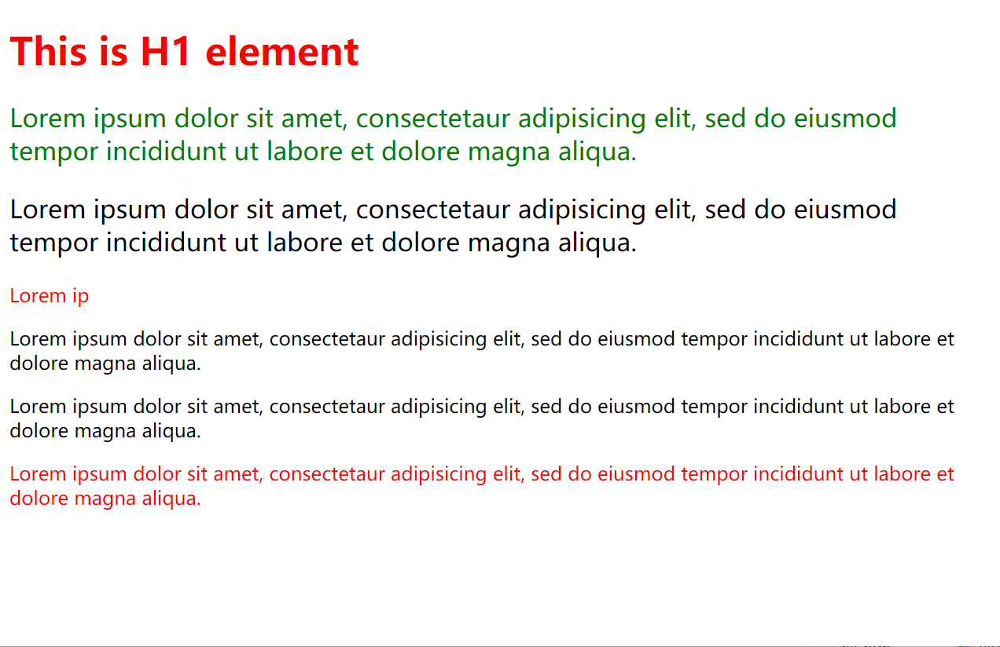 This is H1 element
Lorem ipsum dolor sit amet, consectetaur adipisicing elit, sed do eiusmod
tempor incididunt ut labore et dolore magna aliqua.
Lorem ipsum dolor sit amet, consectetaur adipisicing elit, sed do eiusmod
tempor incididunt ut labore et dolore magna aliqua.
Lorem ip
Lorem ipsum dolor sit amet, consectetaur adipisicing elit, sed do eiusmod tempor incididunt ut labore et
dolore magna aliqua.
Lorem ipsum dolor sit amet, consectetaur adipisicing elit, sed do eiusmod tempor incididunt ut labore et
dolore magna aliqua.
Lorem ipsum dolor sit amet, consectetaur adipisicing elit, sed do eiusmod tempor incididunt ut labore et
dolore magna aliqua.